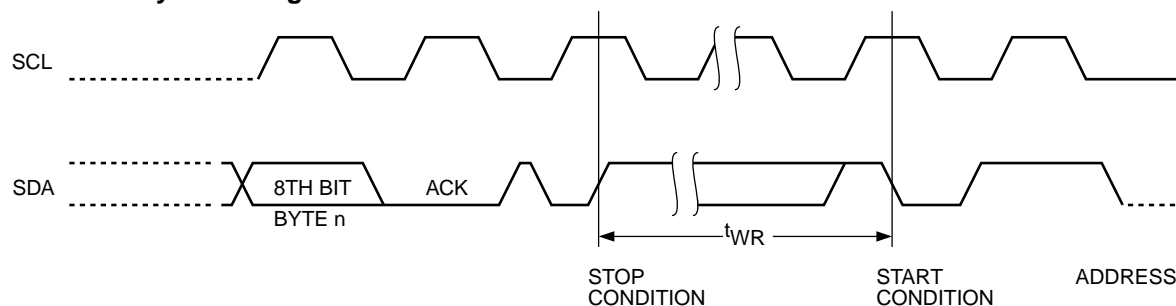 SCL
SDA
8TH BIT
ACK
BYTE n
tWR
STOP
CONDITION
START
CONDITION
ADDRESS